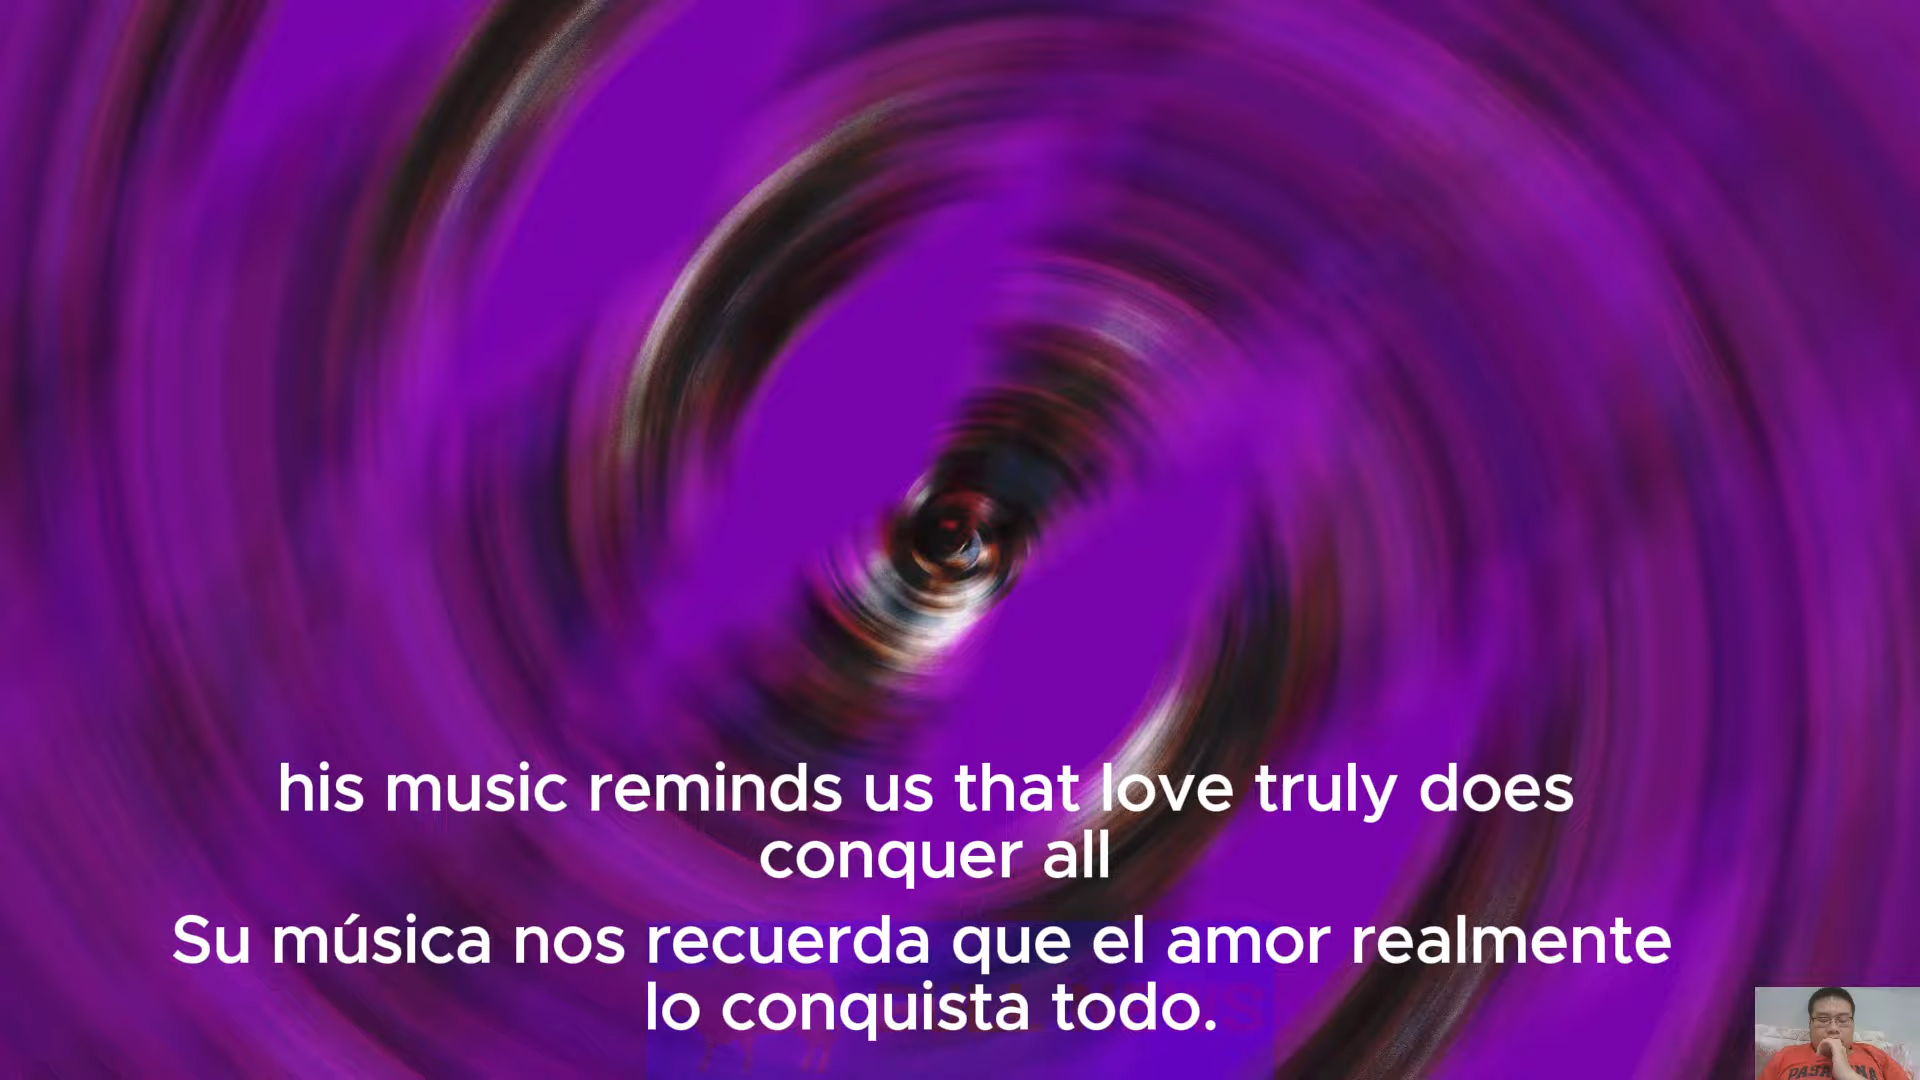 his music reminds us that love truly does
conquer all
Su música nos recuerda que el amor realmente
lo conquista todo.